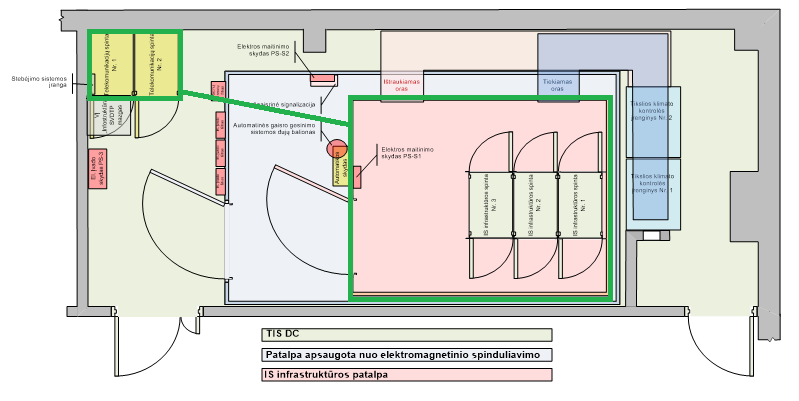 Elektros maitinimo
skydas PS-S2
Stebėjimo sistemos
įranga
Telekomunikacijų spinta
Nr. 1
Telekomunikacijų spinta
Nr. 2
Ištraukiamas
oras
Tiekiamas
oras
Tikslios klimato
kontrolės
įrenginys Nr. 2
Tikslios klimato
kontrolės
įrenginys Nr. 1
signalizacija
Automatinės gaisro gesinimo
sistemos dujų balionas
Elektros maitinimo
skydas PS-S1
El. Įvado
skydas PS-3
mazgas
skydas
IS infrastruktūros spinta
Nr. 3
IS infrastruktūros spinta
Nr. 2
IS infrastruktūros spinta
Nr. 1
TIS DC
Patalpa apsaugota nuo elektromagnetinio spinduliavimo
IS infrastruktūros patalpa